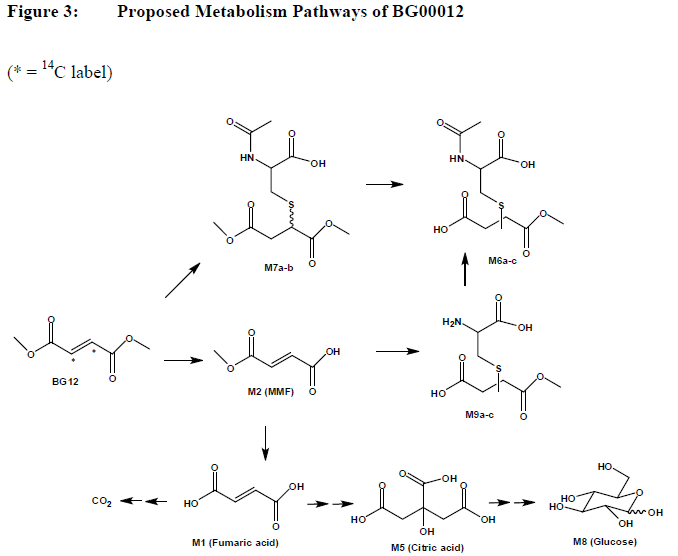 Figure 3: Proposed Metabolism Pathways of BG00012
(* = 14C label)
O
O
HN
OH
S
O
O
O
O
M7a-b
O
O
HN
OH
O
S
O
HO
O
M6a-c
O
O
O
O
* *
BG12
O
OH
O
O
M2 (MMF)
O
H2N
OH
O
S
O
HO
O
M9a-c
CO2
O
OH
HO
O
M1 (Fumaric acid)
O
OH
O
O
HO
OH
OH
M5 (Citric acid)
HO
O
HO
HO
OH
OH
M8 (Glucose)